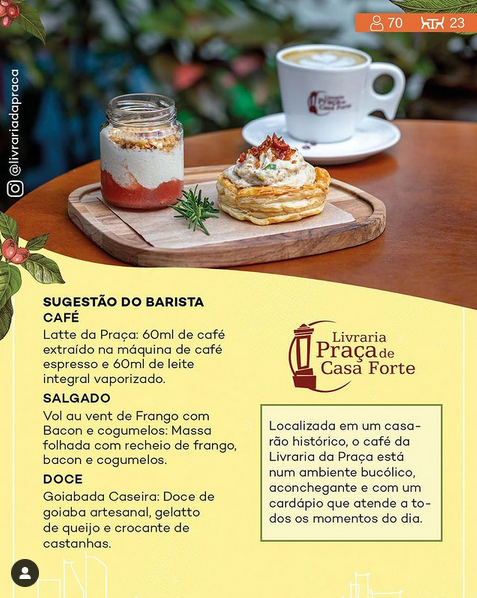 70 23
@livrariadapraca
Livraria
Praça de
Casa Forte
SUGESTÃO DO BARISTA
CAFÉ
Latte da Praça: 60ml de café
extraído na máquina de café
espresso e 60ml de leite
integral vaporizado.
SALGADO
Vol au vent de Frango com
Bacon e cogumelos: Massa
folhada com recheio de frango,
bacon e cogumelos.
DOCE
Goiabada Caseira: Doce de
goiaba artesanal, gelatto
de queijo e crocante de
castanhas.
Livraria
Praça de
Casa Forte
Localizada em um casa-
rão histórico, o café da
Livraria da Praça está
num ambiente bucólico,
aconchegante e com um
cardápio que atende a to-
dos os momentos do dia.